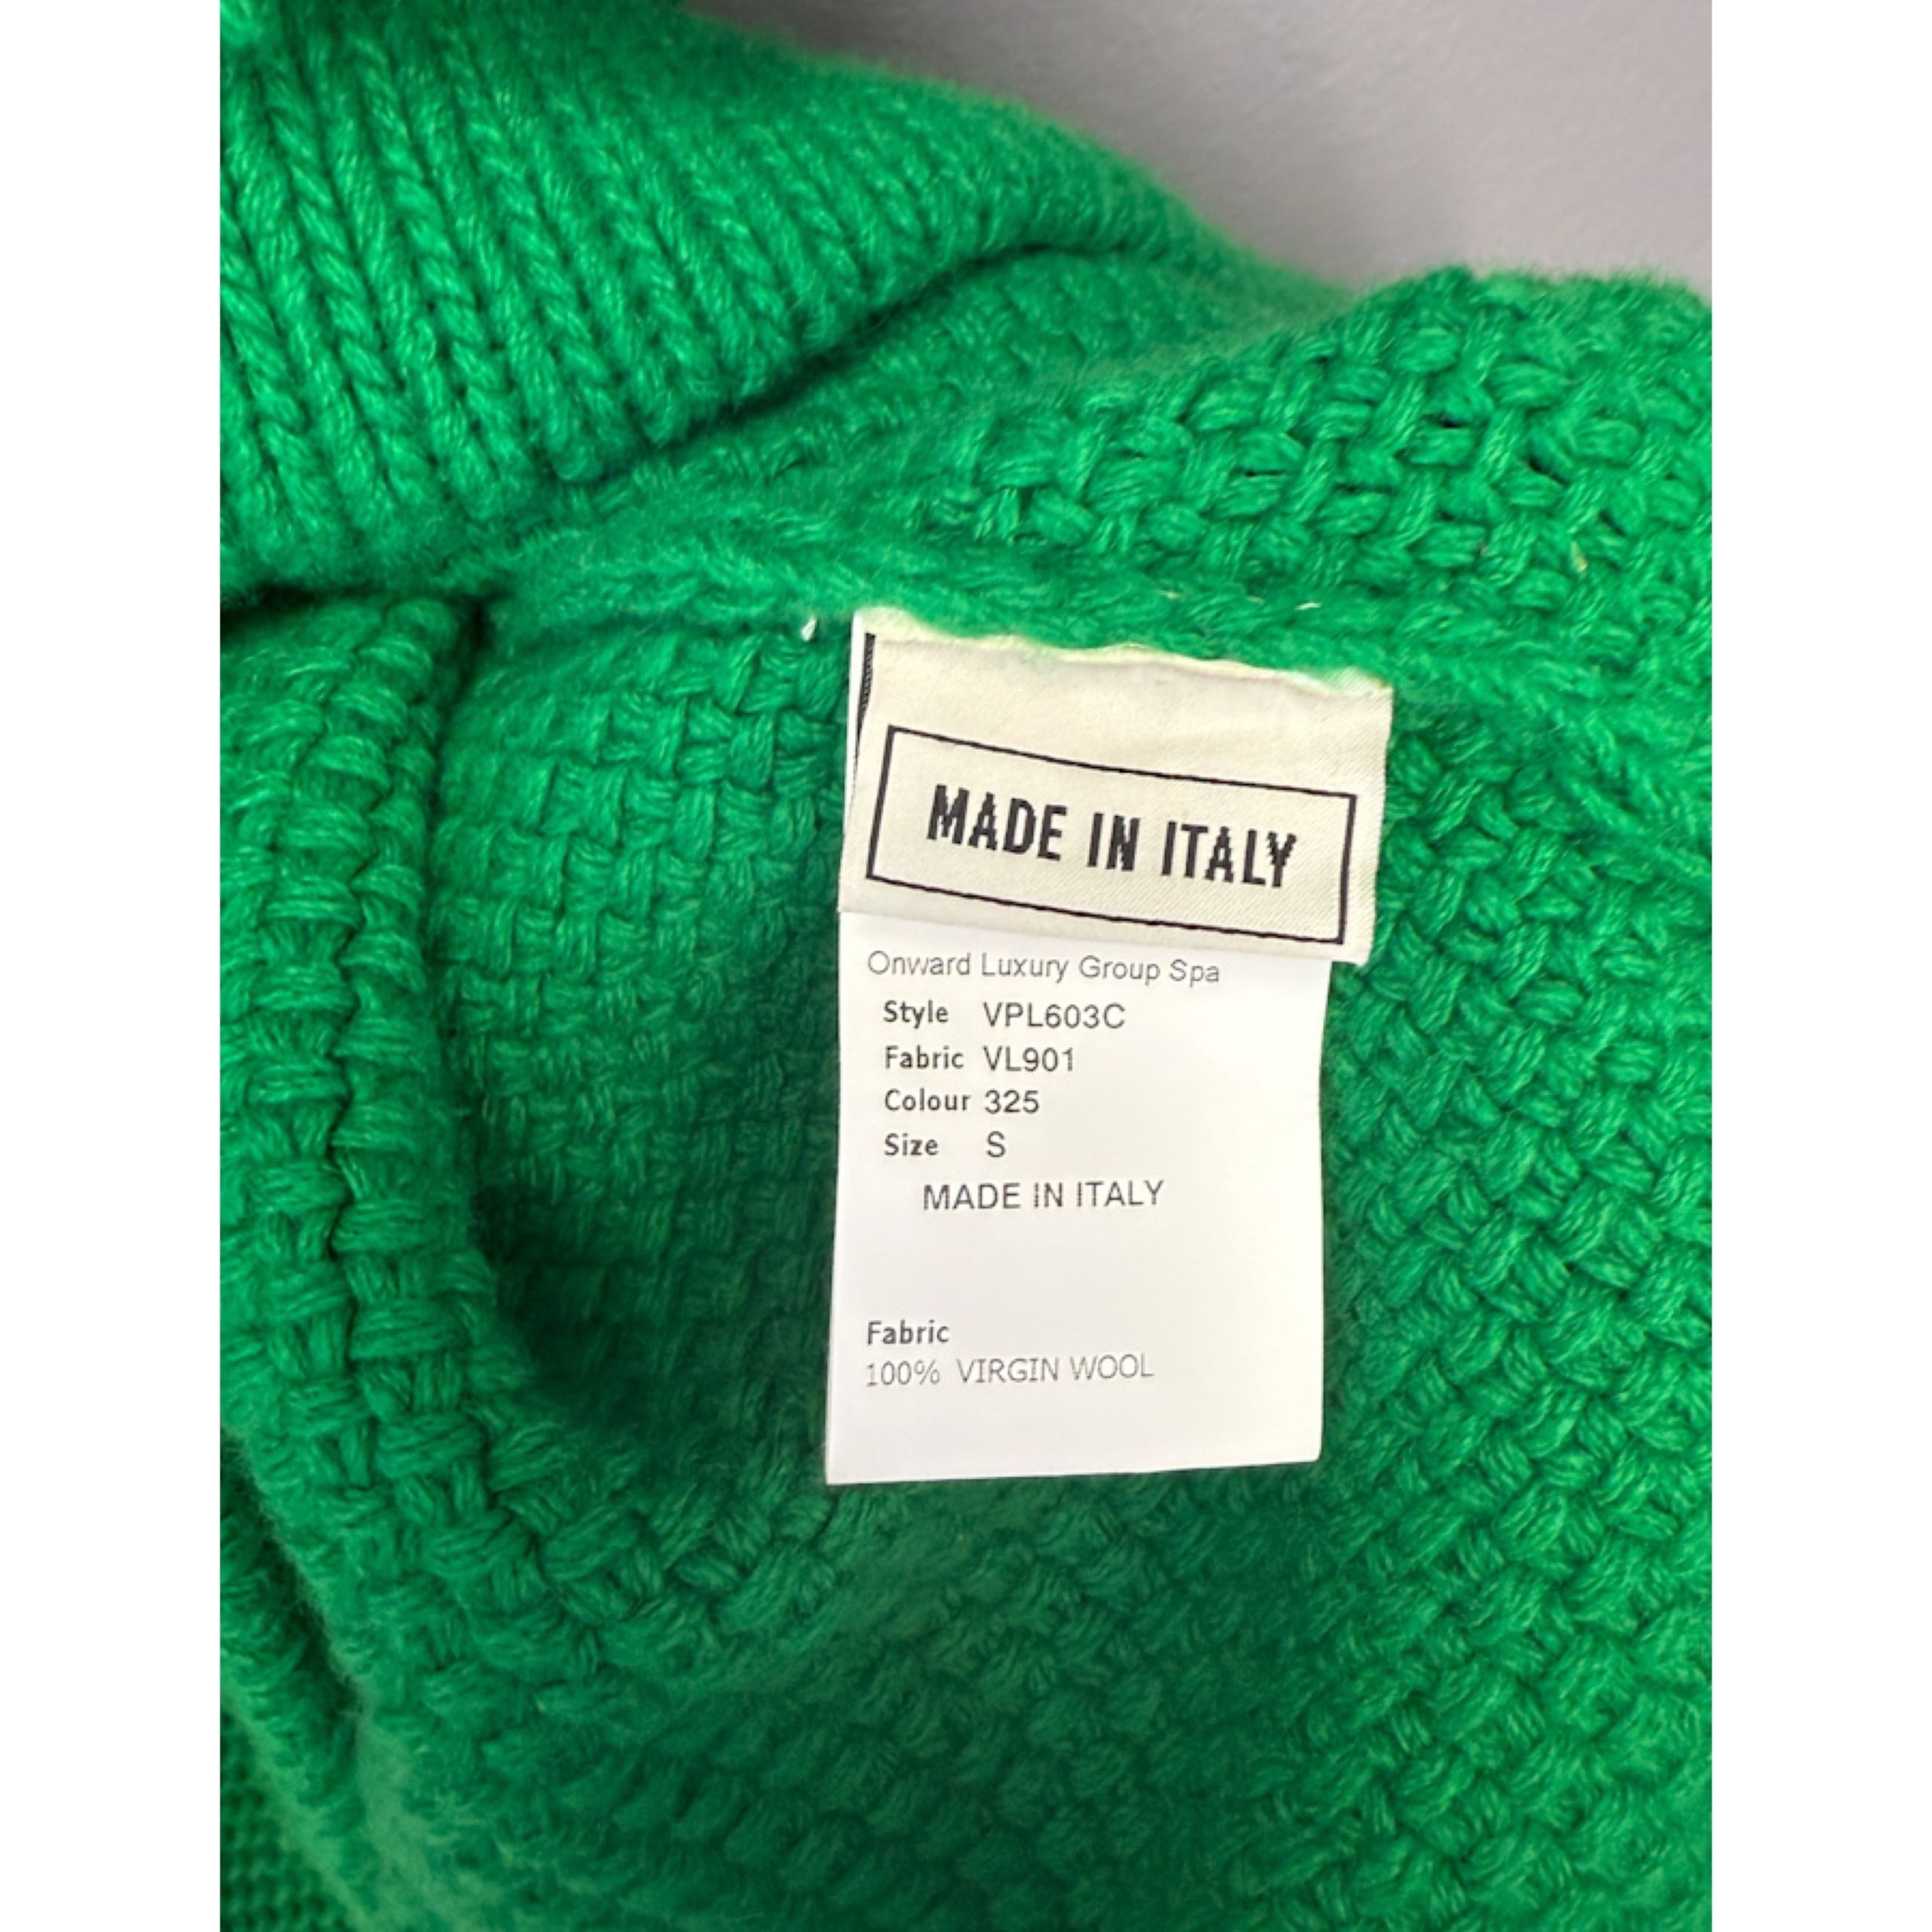 MADE IN ITALY
Onward Luxury Group Spa
Style VPL603C
Fabric VL901
Colour 325
Size S
MADE IN ITALY
Fabric
100% VIRGIN WOOL